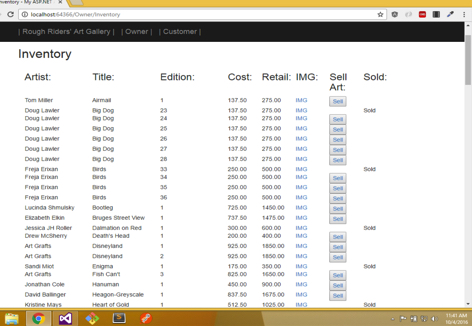 nventory - My ASP.NET
localhost:64366/Owner/Inventory
| Rough Riders' Art Gallery | | Owner | | Customer |
Inventory
Artist: Title: Edition: Cost: Retail: IMG: Sell Art: Sold:
Tom Miller Airmail 1 137.50 275.00 IMG Sell
Doug Lawler Big Dog 23 137.50 275.00 IMG Sold
Doug Lawler Big Dog 24 137.50 275.00 IMG Sell
Doug Lawler Big Dog 25 137.50 275.00 IMG Sell
Doug Lawler Big Dog 26 137.50 275.00 IMG Sell
Doug Lawler Big Dog 27 137.50 275.00 IMG Sell
Doug Lawler Big Dog 28 137.50 275.00 IMG Sell
Freja Erixan Birds 33 250.00 500.00 IMG Sold
Freja Erixan Birds 34 250.00 500.00 IMG Sell
Freja Erixan Birds 35 250.00 500.00 IMG Sell
Freja Erixan Birds 36 250.00 500.00 IMG Sell
Lucinda Shmulsky Bootleg 1 725.00 1450.00 IMG Sell
Elizabeth Elkin Bruges Street View 1 737.50 1475.00 IMG Sell
Jessica JH Roller Dalmation on Red 1 300.00 600.00 IMG Sold
Drew McSherry Death's Head 1 200.00 400.00 IMG Sell
Art Grafts Disneyland 1 925.00 1850.00 IMG Sell
Art Grafts Disneyland 2 925.00 1850.00 IMG Sell
Sandi Miot Enigma 1 175.00 350.00 IMG Sold
Art Grafts Fish Can't 3 825.00 1650.00 IMG Sell
Jonathan Cole Hanuman 1 450.00 900.00 IMG Sell
David Ballinger Heagon-Greyscale 1 837.50 1675.00 IMG Sell
Kristine Mays Heart of Gold 1 512.50 1025.00 IMG Sold
11:41 AM
10/4/2016